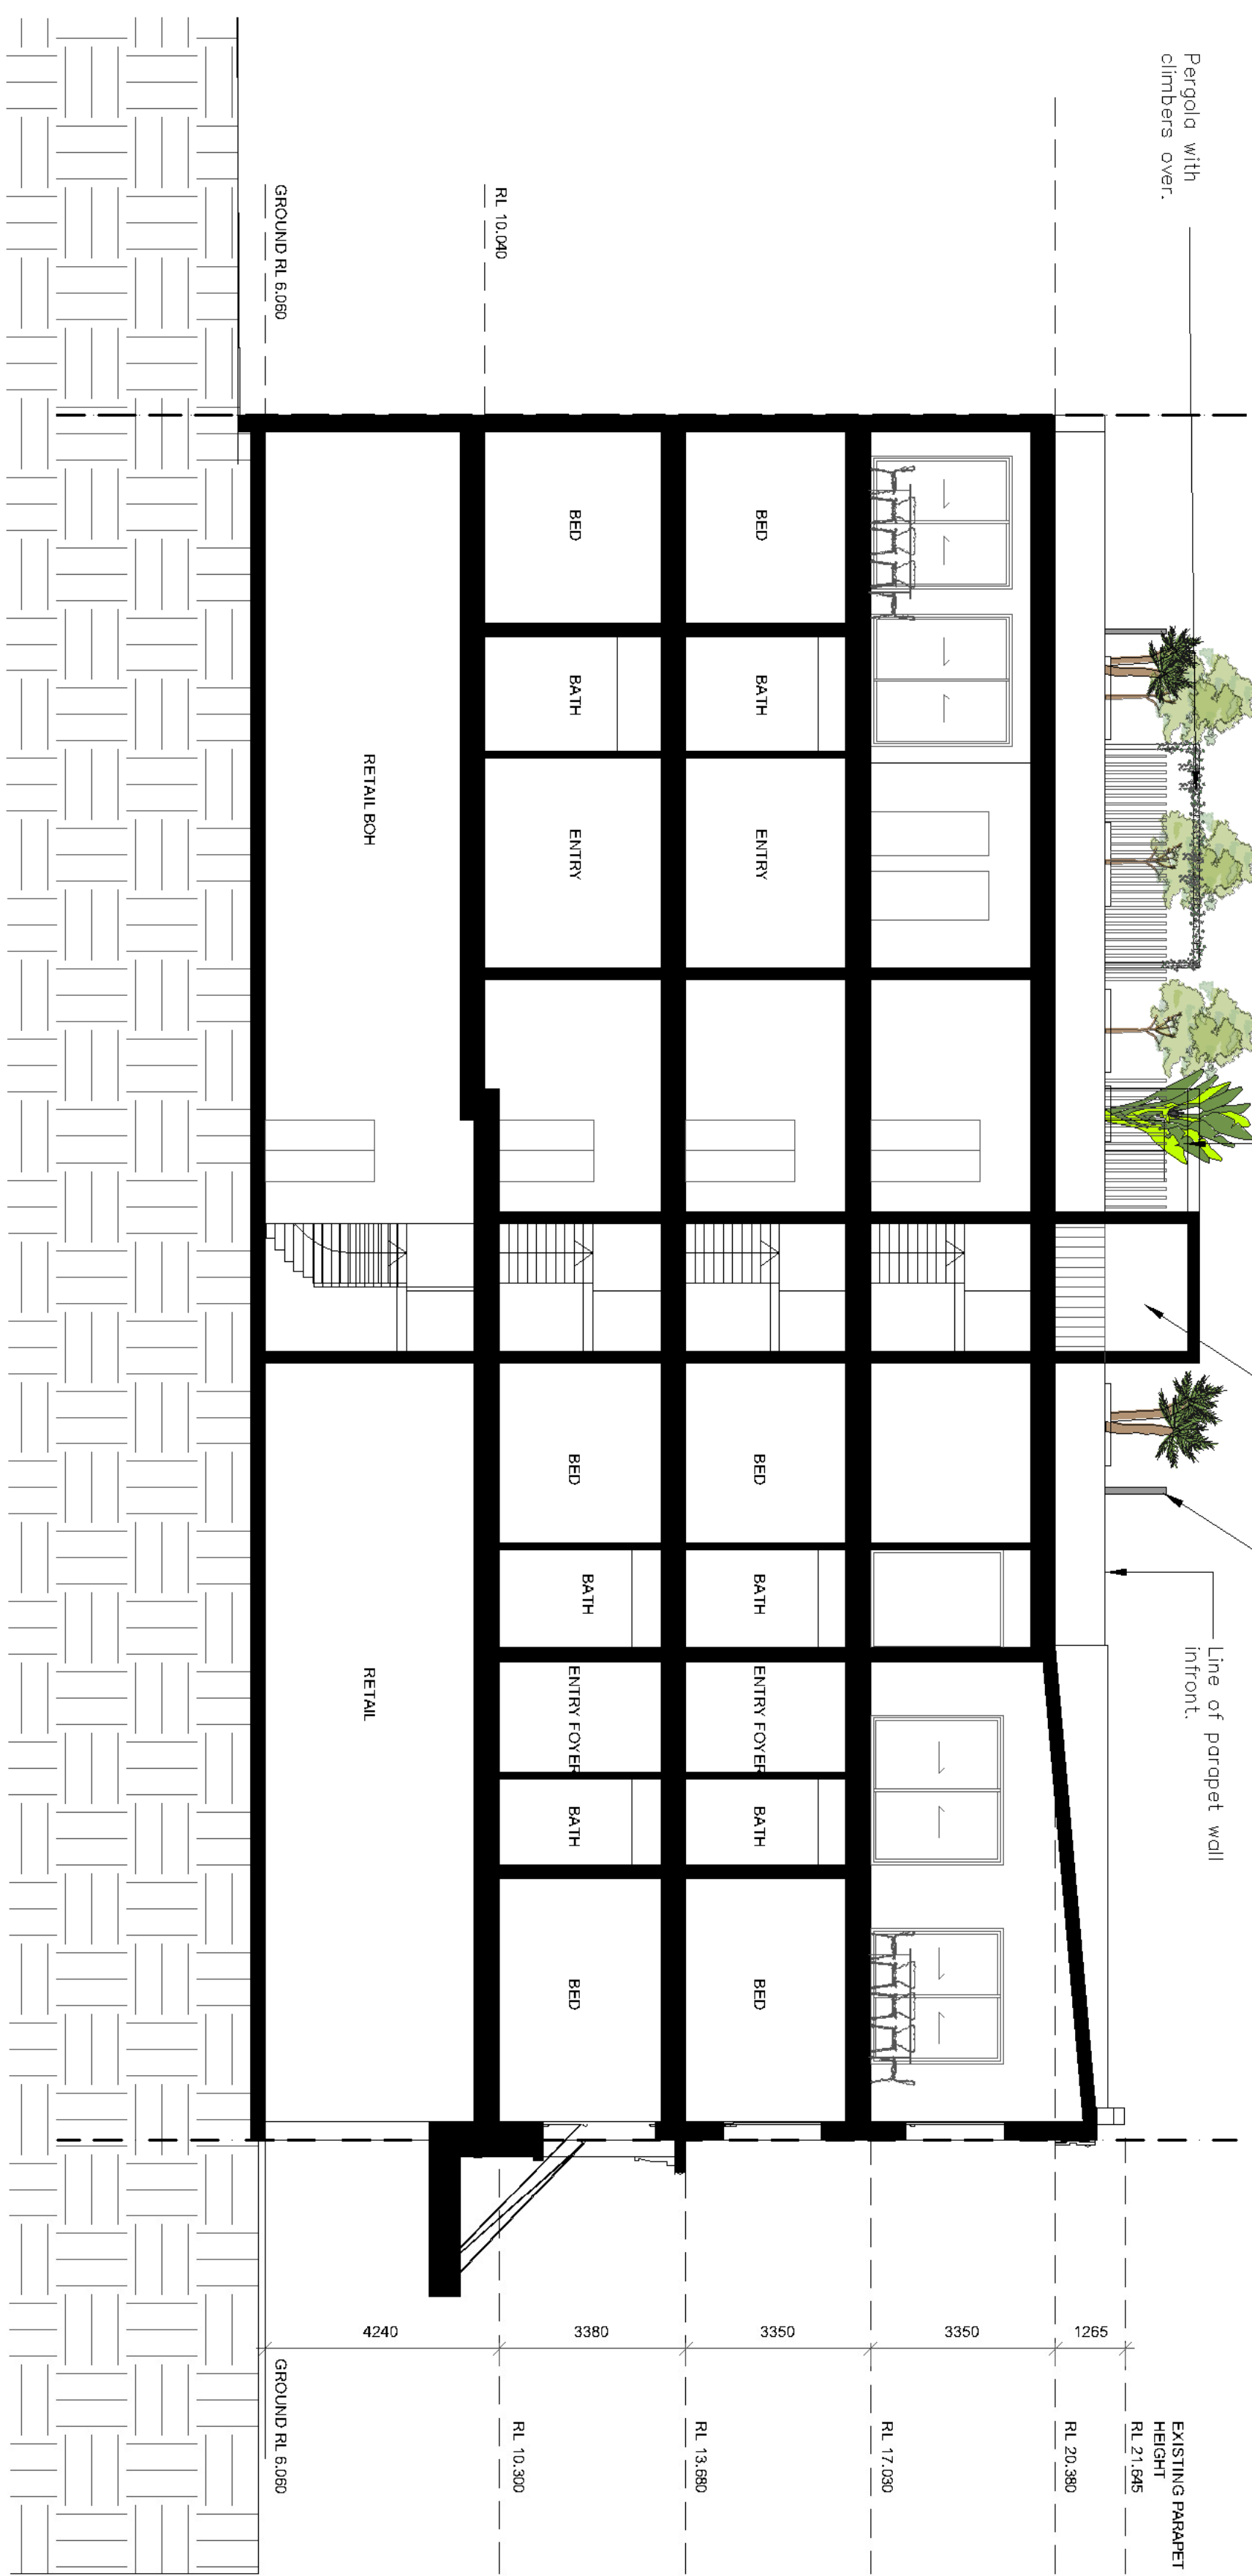 Pergola with
climbers over.
Line of parapet wall
infront.
EXISTING PARAPET
HEIGHT
RL 21.645
1265
RL 20.380
3350
RL 17.030
BED
BATH
ENTRY
BED
BATH
ENTRY FOYER
BATH
BED
3350
RL 13.680
BED
BATH
ENTRY
BED
BATH
ENTRY FOYER
BATH
BED
3380
RL 10.040
RL 10.300
RETAIL BOH
RETAIL
4240
GROUND RL 6.060
GROUND RL 6.060